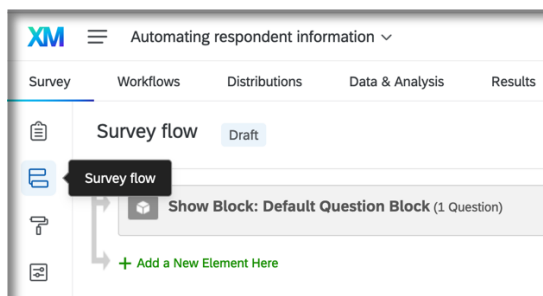 XM Automating respondent information
Survey Workflows Distributions Data & Analysis Results
Survey flow Draft
Survey flow
Show Block: Default Question Block (1 Question)
+ Add a New Element Here